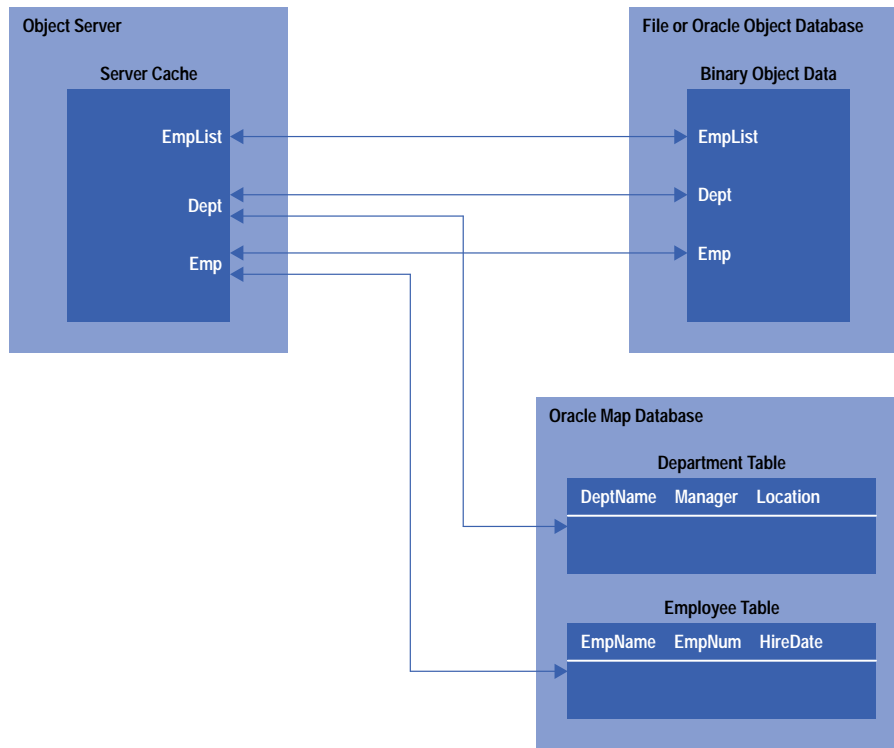 Object Server
Server Cache
EmpList
Dept
Emp
File or Oracle Object Database
Binary Object Data
EmpList
Dept
Emp
Oracle Map Database
Department Table
DeptName Manager Location
Employee Table
EmpName EmpNum HireDate